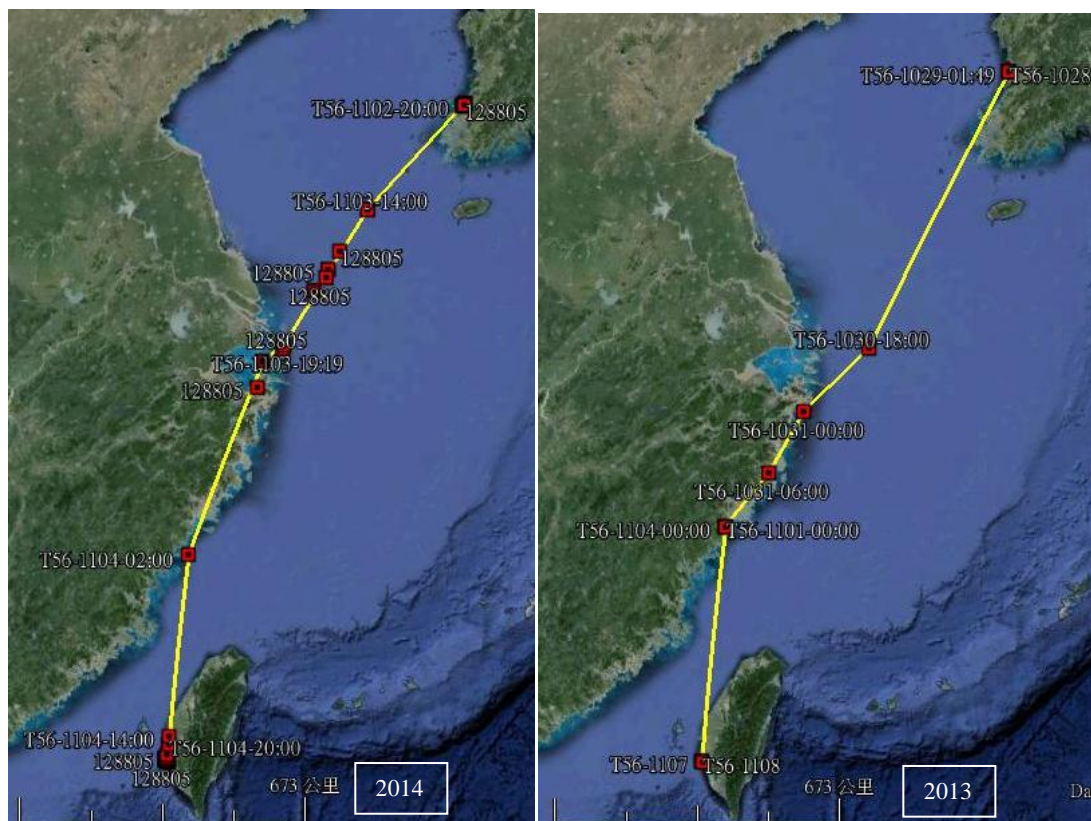 T56-1102-20:00
128805
T56-1103-14:00
128805
128805
128805
128805
T56-1103-19:19
128805
T56-1104-02:00
T56-1104-14:00
T56-1104-20:00
128805
128805
673 公里
2014
T56-1029-01:49
T56-1028
T56-1030-18:00
T56-1031-00:00
T56-1031-06:00
T56-1104-00:00
T56-1101-00:00
T56-1107
T56-1108
673 公里
2013
Da